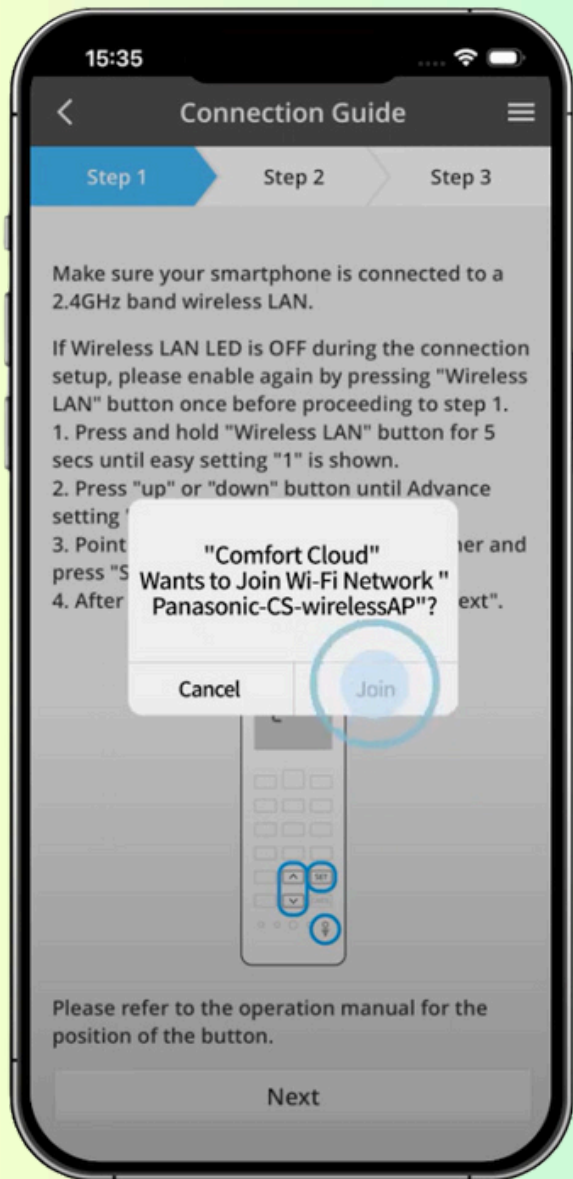 15:35
Connection Guide
Step 1 Step 2 Step 3
Make sure your smartphone is connected to a
2.4GHz band wireless LAN.
If Wireless LAN LED is OFF during the connection
setup, please enable again by pressing "Wireless
LAN" button once before proceeding to step 1.
1. Press and hold "Wireless LAN" button for 5
secs until easy setting "1" is shown.
2. Press "up" or "down" button until Advance
setting "
3. Point er and
press "S
4. After ext".
"Comfort Cloud"
Wants to Join Wi-Fi Network "
Panasonic-CS-wirelessAP"?
Cancel Join
SET
Please refer to the operation manual for the
position of the button.
Next